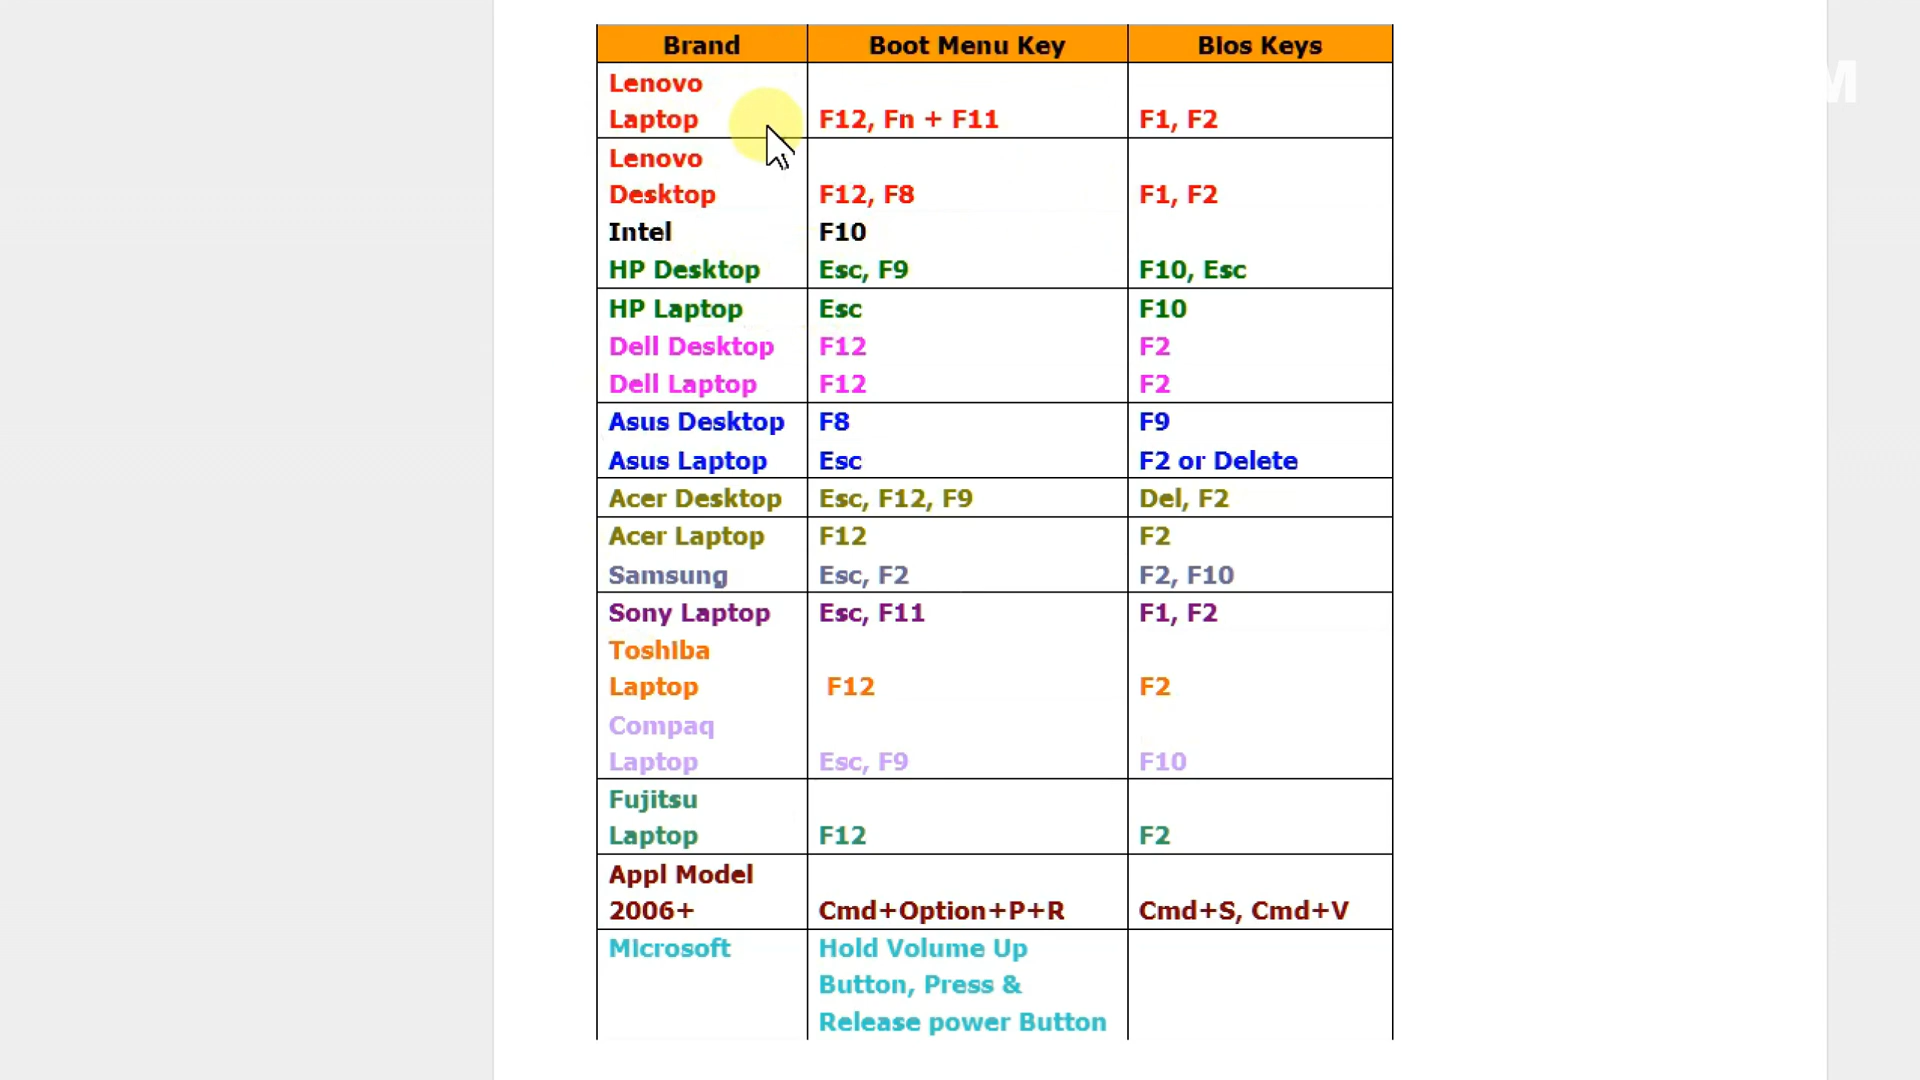 Brand Boot Menu Key Bios Keys
Lenovo
Laptop F12, Fn + F11 F1, F2
Lenovo
Desktop F12, F8 F1, F2
Intel F10
HP Desktop Esc, F9 F10, Esc
HP Laptop Esc F10
Dell Desktop F12 F2
Dell Laptop F12 F2
Asus Desktop F8 F9
Asus Laptop Esc F2 or Delete
Acer Desktop Esc, F12, F9 Del, F2
Acer Laptop F12 F2
Samsung Esc, F2 F2, F10
Sony Laptop Esc, F11 F1, F2
Toshiba
Laptop F12 F2
Compaq
Laptop Esc, F9 F10
Fujitsu
Laptop F12 F2
Appl Model
2006+ Cmd+Option+P+R Cmd+S, Cmd+V
Microsoft Hold Volume Up
Button, Press &
Release power Button